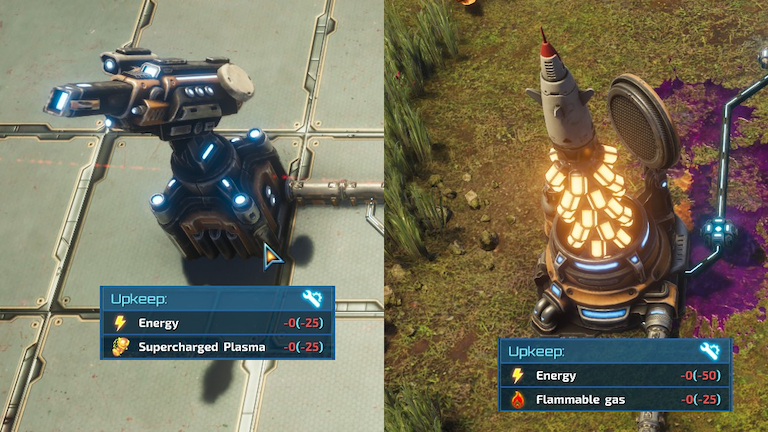 Upkeep:
Energy -0(-25)
Supercharged Plasma -0(-25)
Upkeep:
Energy -0(-50)
Flammable gas -0(-25)